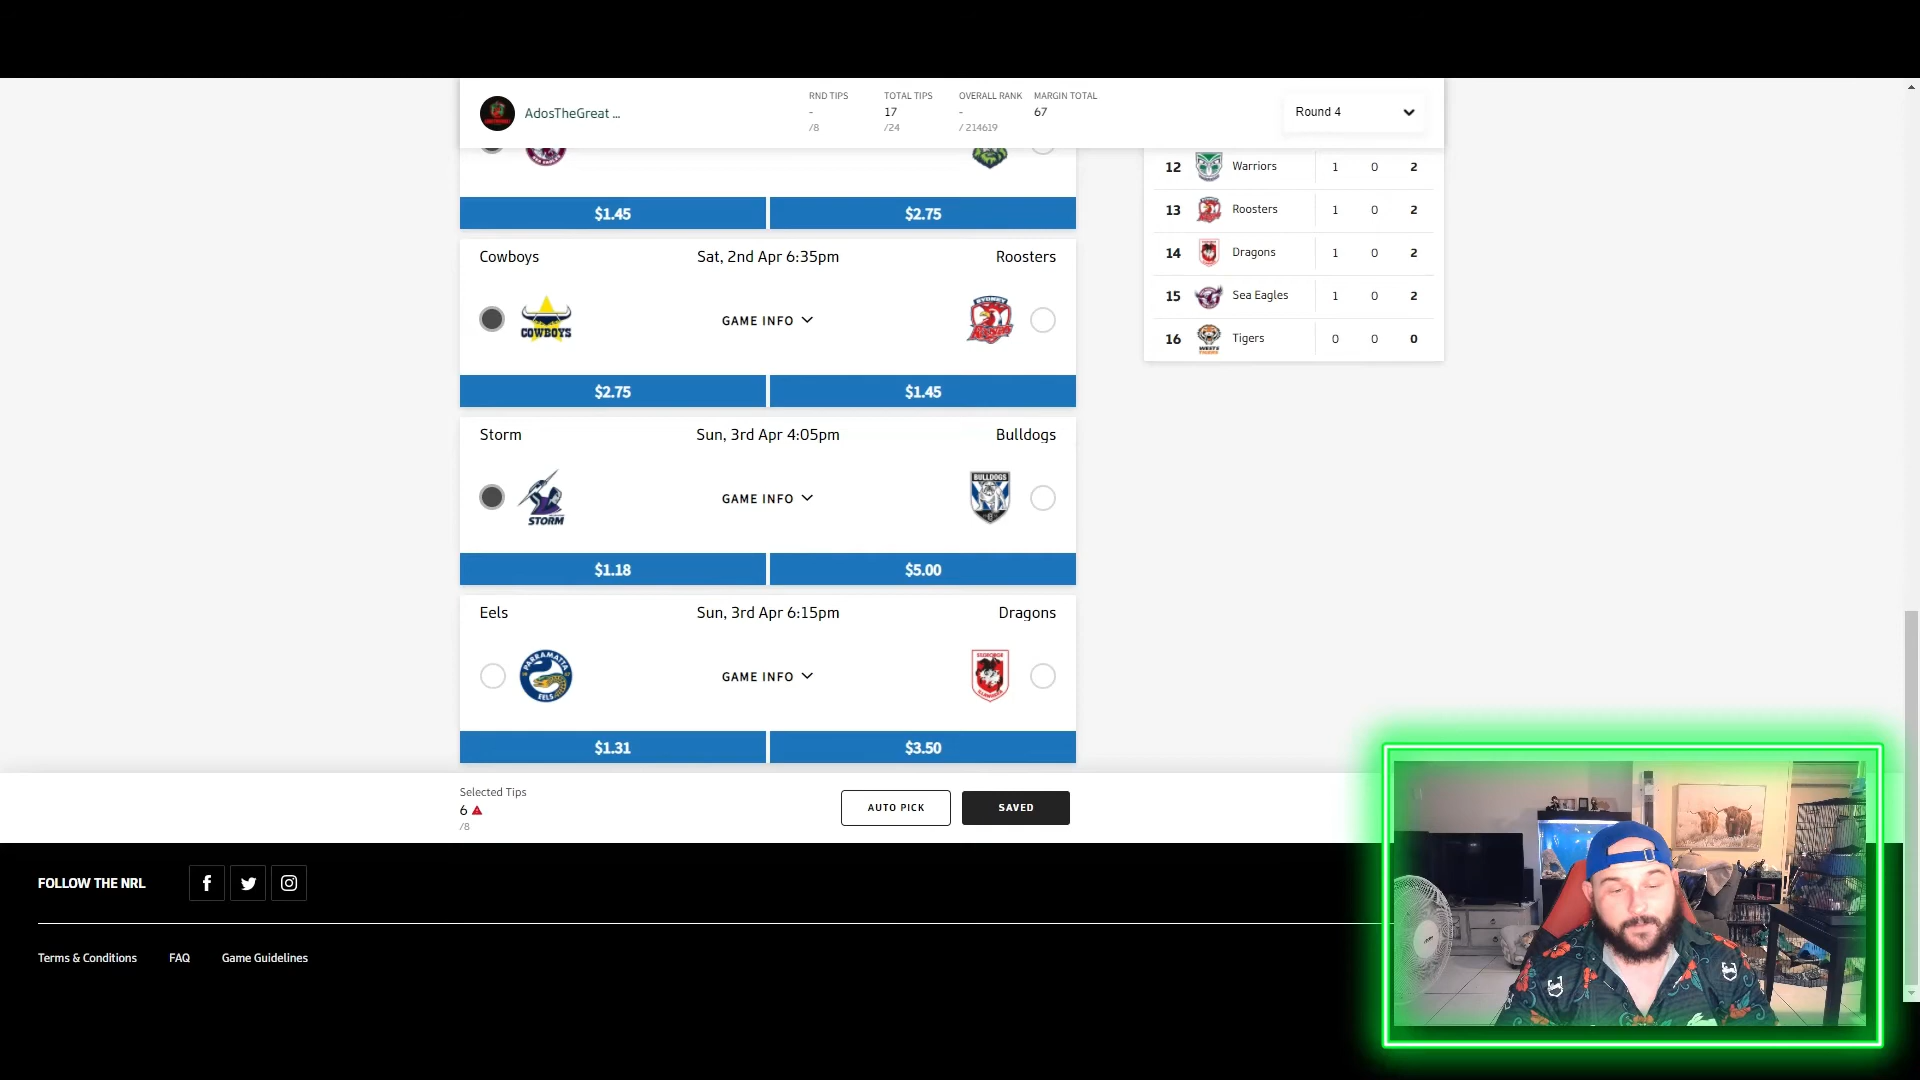 AdosTheGreat ...
RND TIPS
-
/8
TOTAL TIPS
17
/24
OVERALL RANK
-
/ 214619
MARGIN TOTAL
67
Round 4
$1.45 $2.75
Cowboys Sat, 2nd Apr 6:35pm Roosters
COWBOYS GAME INFO SYDNEY
$2.75 $1.45
Storm Sun, 3rd Apr 4:05pm Bulldogs
STORM GAME INFO BULLDOGS
$1.18 $5.00
Eels Sun, 3rd Apr 6:15pm Dragons
PARRAMATTA EELS GAME INFO
$1.31 $3.50
12 Warriors 1 0 2
13 Roosters 1 0 2
14 Dragons 1 0 2
15 Sea Eagles 1 0 2
16 Tigers 0 0 0
Selected Tips
6
/8
AUTO PICK SAVED
FOLLOW THE NRL
Terms & Conditions FAQ Game Guidelines